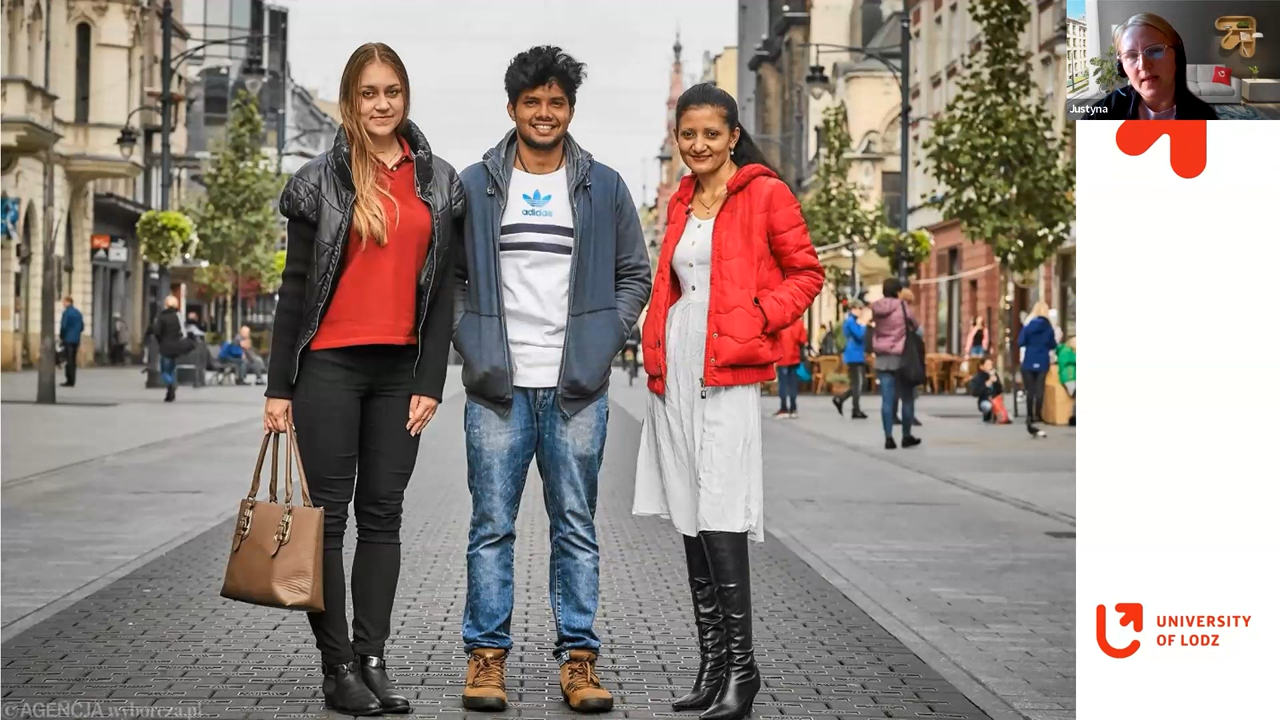 Justyna
adidas
UNIVERSITY
OF LODZ
© AGENCJA wyborcza.pl